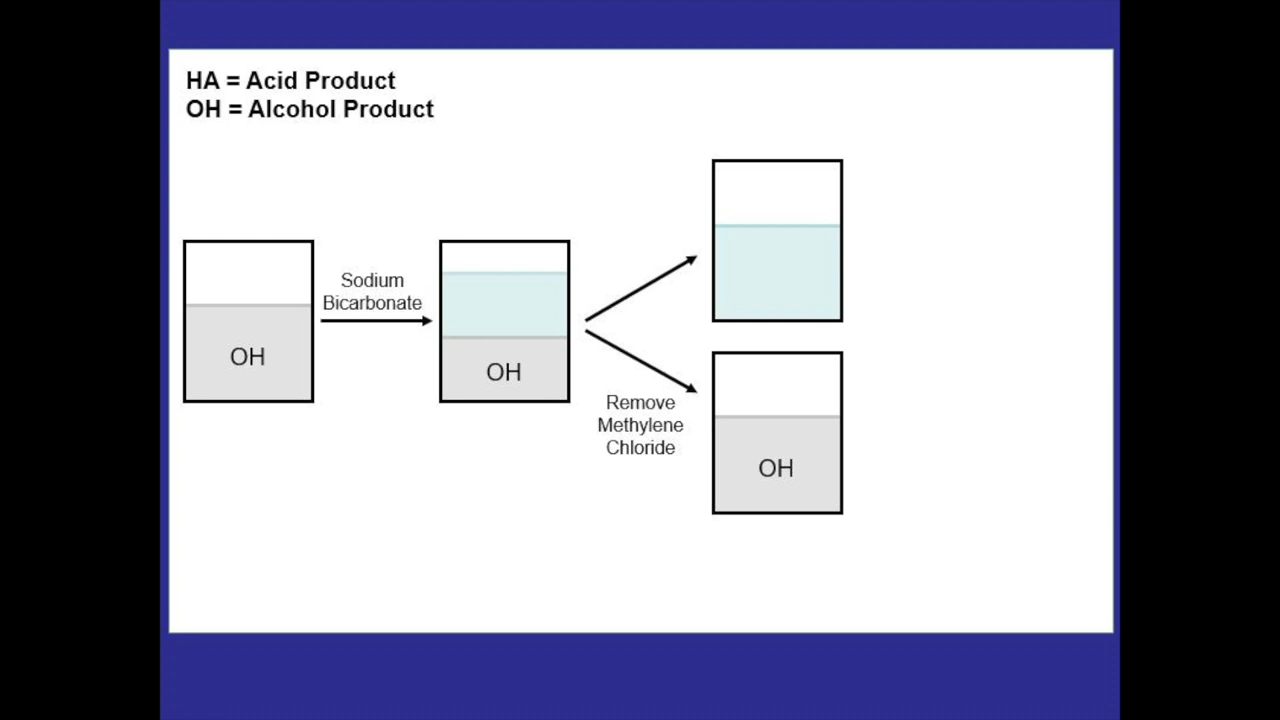 HA = Acid Product
OH = Alcohol Product
OH
Sodium
Bicarbonate
OH
Remove
Methylene
Chloride
OH